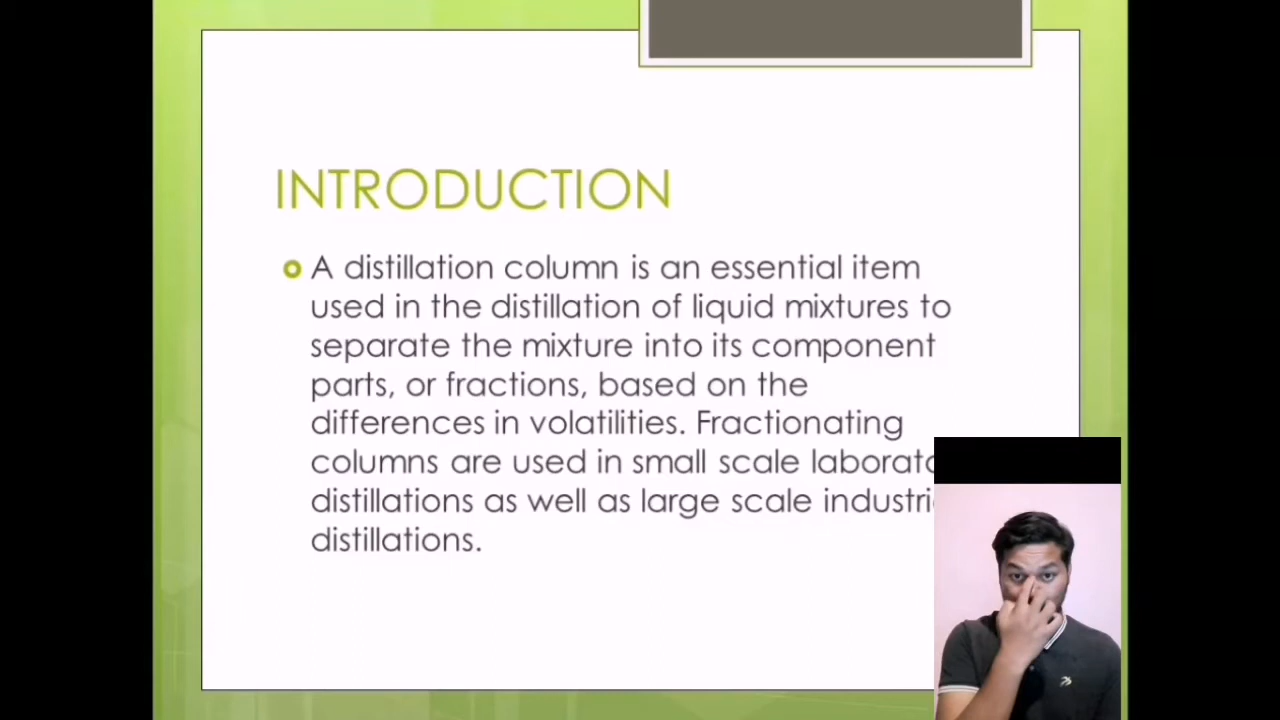 INTRODUCTION
A distillation column is an essential item
used in the distillation of liquid mixtures to
separate the mixture into its component
parts, or fractions, based on the
differences in volatilities. Fractionating
columns are used in small scale
distillations as well as large scale
distillations.